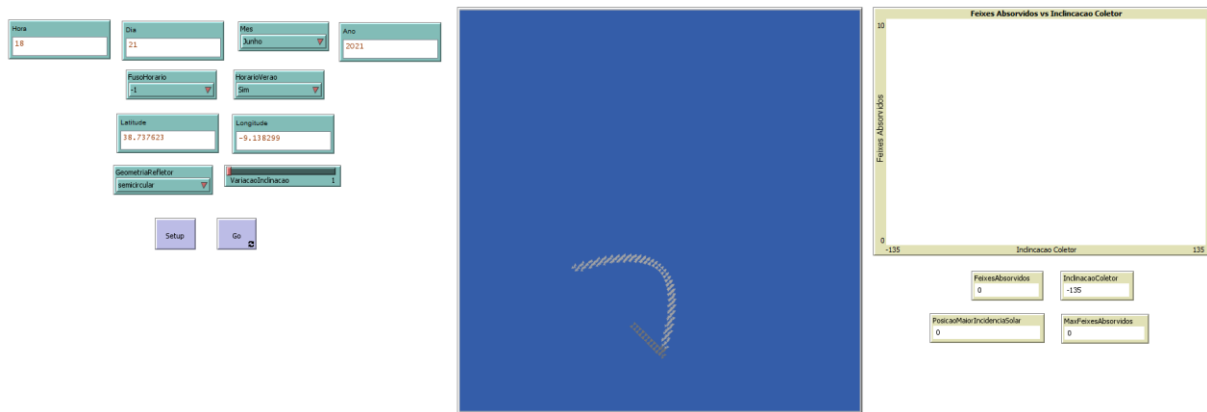 Hora
18
Dia
21
Mes
Junho
Ano
2021
FusoHorario
-1
HorarioVerao
Sim
Latitude
38.737623
Longitude
-9.138299
GeometriaRefletor
semicircular
VariacaoInclinacao 1
Setup
Go
Feixes Absorvidos vs Inclincacao Coletor
10
Feixes Absorvidos
0
-135
Inclincacao Coletor
135
FeixesAbsorvidos
0
InclinacaoColetor
-135
PosicaoMaiorIncidenciaSolar
0
MaxFeixesAbsorvidos
0